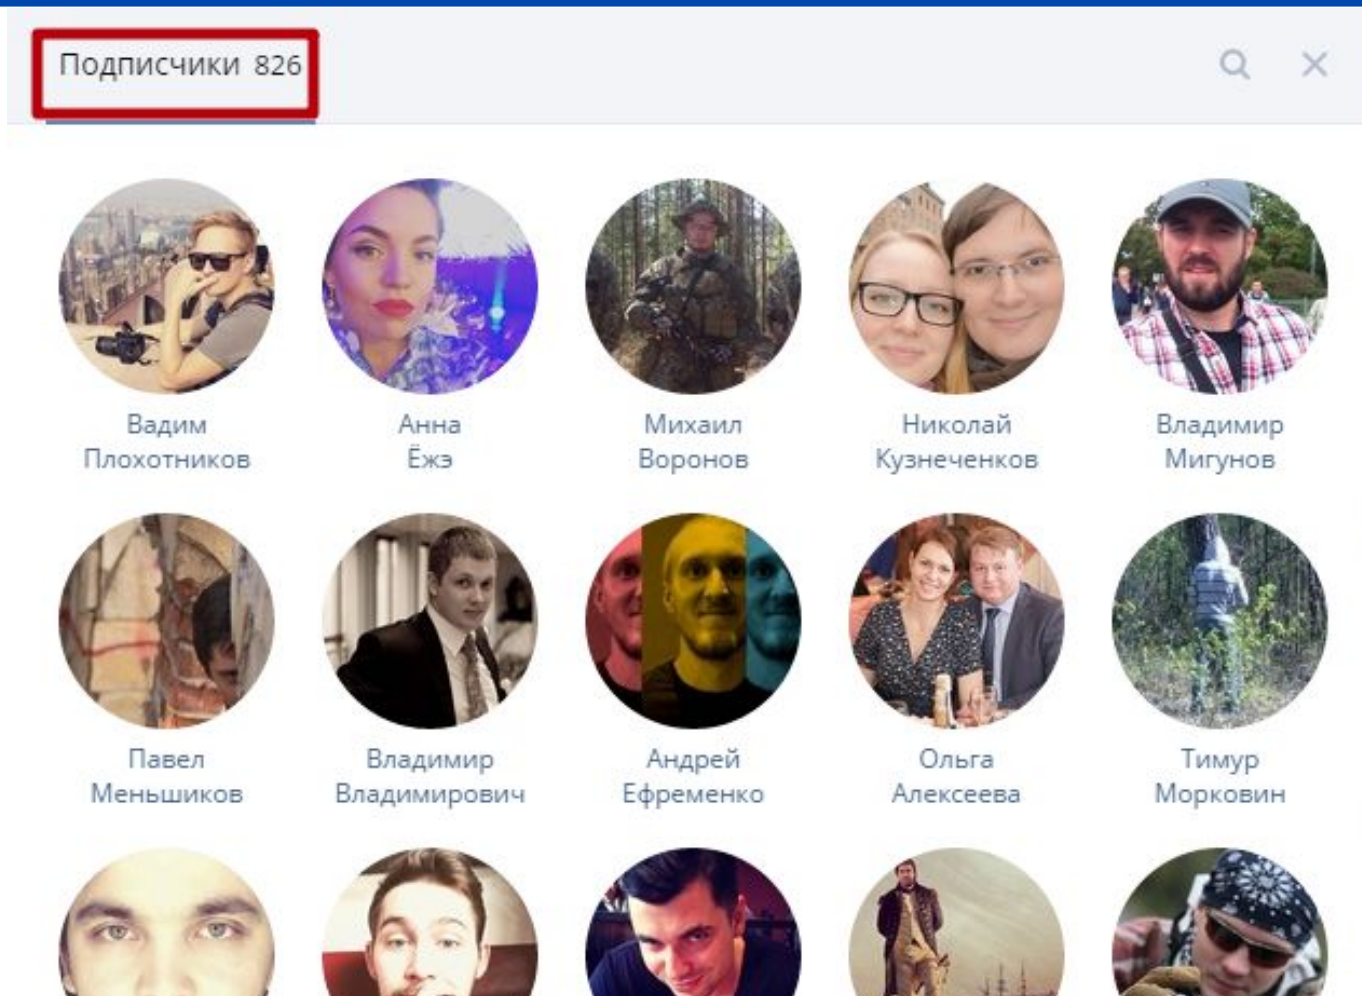 Подписчики 826
Вадим
Плохотников
Анна
Ёжэ
Михаил
Воронов
Николай
Кузнеченков
Владимир
Мигунов
Павел
Меньшиков
Владимир
Владимирович
Андрей
Ефременко
Ольга
Алексеева
Тимур
Морковин